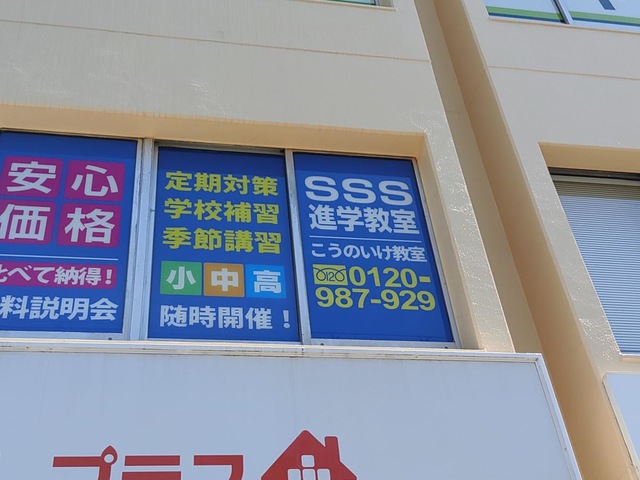 安心
価格
べて納得!
料説明会
定期対策
学校補習
季節講習
小 中 高
随時開催!
SSS
進学教室
こうのいけ教室
0120-
987-929
プラス